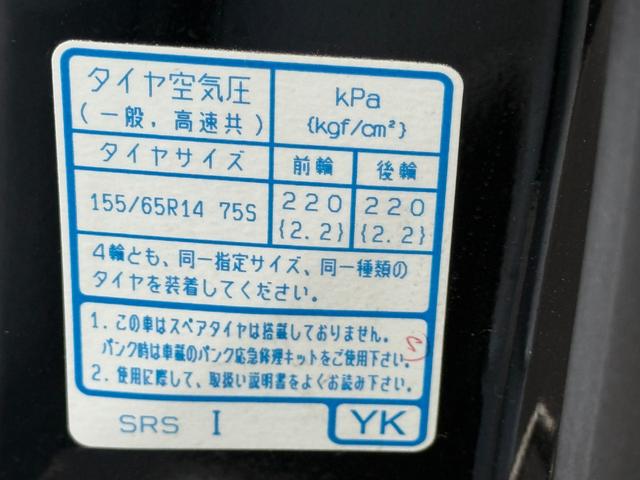 タイヤ空気圧
(一般, 高速共)
kPa
{kgf/cm²}
タイヤサイズ 前輪 後輪
155/65R14 75S 220 220
{2.2} {2.2}
4輪とも、同一指定サイズ、同一種類の
タイヤを装着してください。
1. この車はスペアタイヤは搭載しておりません。
パンク時は車載のパンク応急修理キットをご使用下さい。
2. 使用に際して、取扱い説明書をよくお読み下さい。
SRS I YK